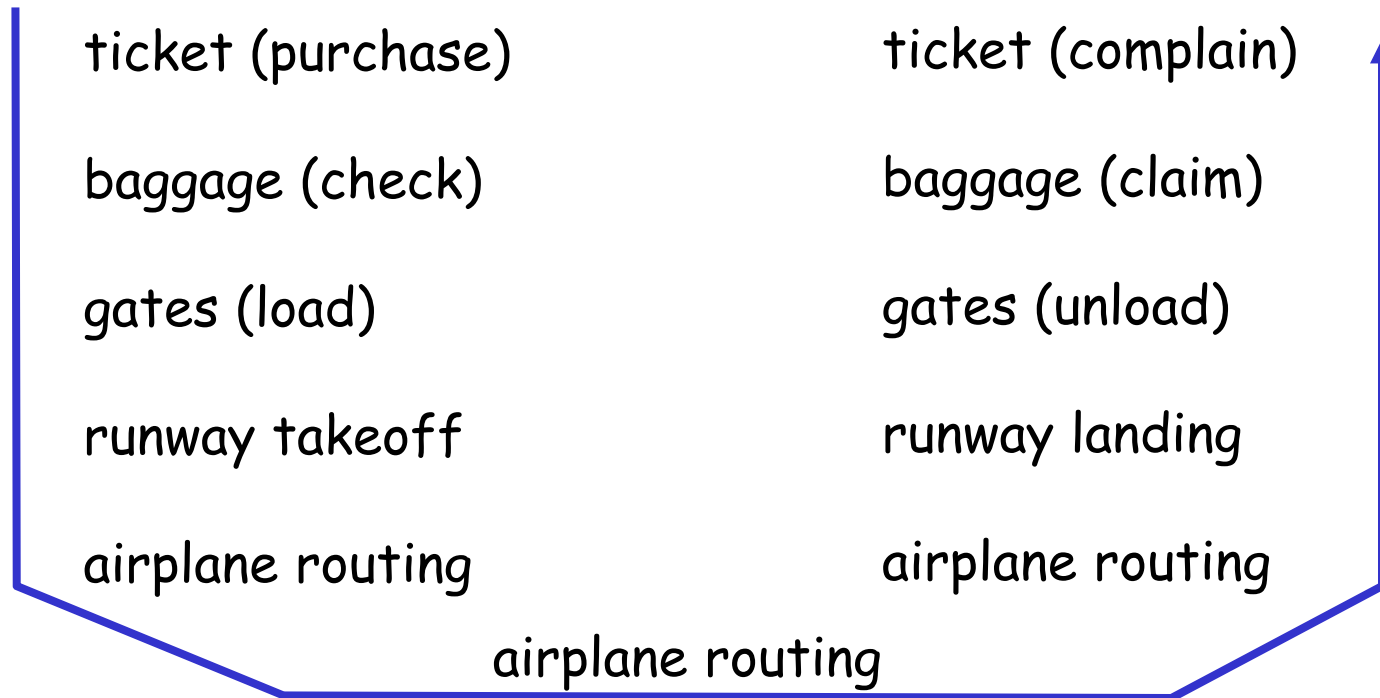 ticket (purchase)
baggage (check)
gates (load)
runway takeoff
airplane routing
airplane routing
ticket (complain)
baggage (claim)
gates (unload)
runway landing
airplane routing